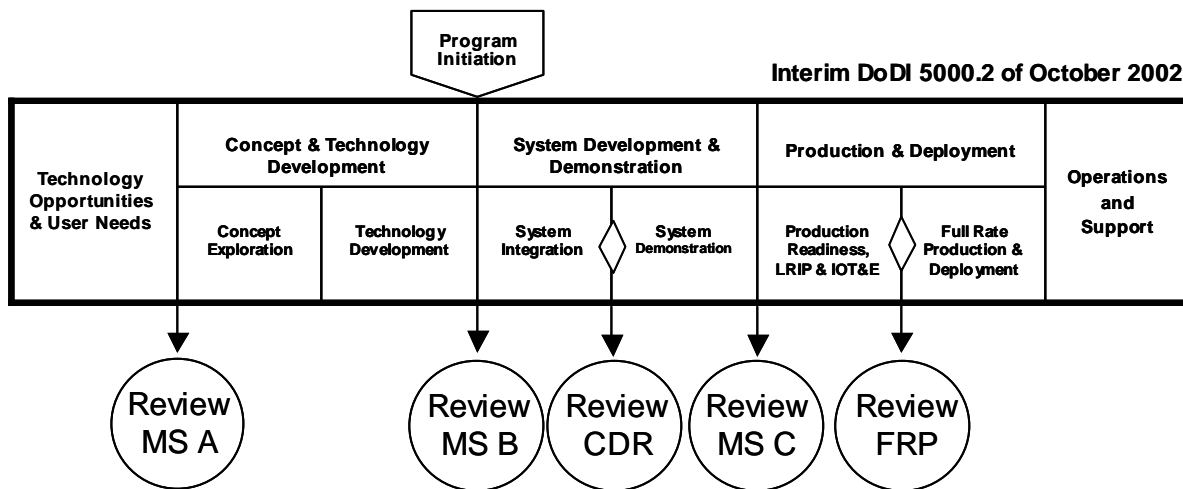 Program
Initiation
Interim DoDI 5000.2 of October 2002
Technology
Opportunities
& User Needs
Concept & Technology
Development
System Development &
Demonstration
Production & Deployment
Operations
and
Support
Concept
Exploration
Technology
Development
System
Integration
System
Demonstration
Production
Readiness,
LRIP & IOT&E
Full Rate
Production &
Deployment
Review
MS A
Review
MS B
Review
CDR
Review
MS C
Review
FRP